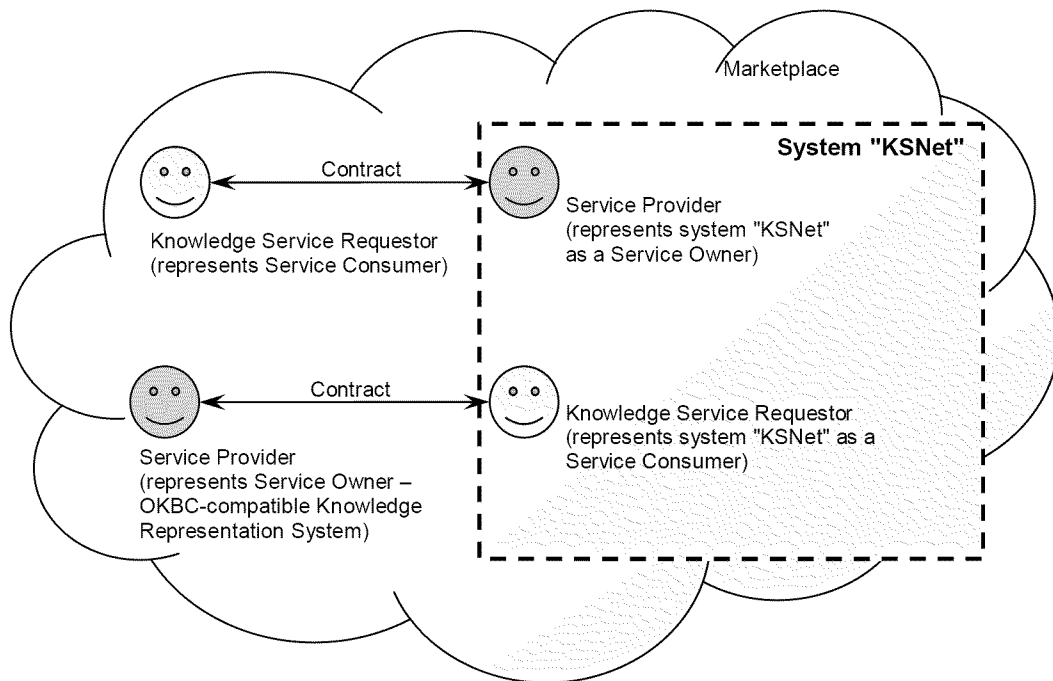 Marketplace
System "KSNet"
Contract
Knowledge Service Requestor
(represents Service Consumer)
Service Provider
(represents system "KSNet"
as a Service Owner)
Contract
Service Provider
(represents Service Owner –
OKBC-compatible Knowledge
Representation System)
Knowledge Service Requestor
(represents system "KSNet" as a
Service Consumer)